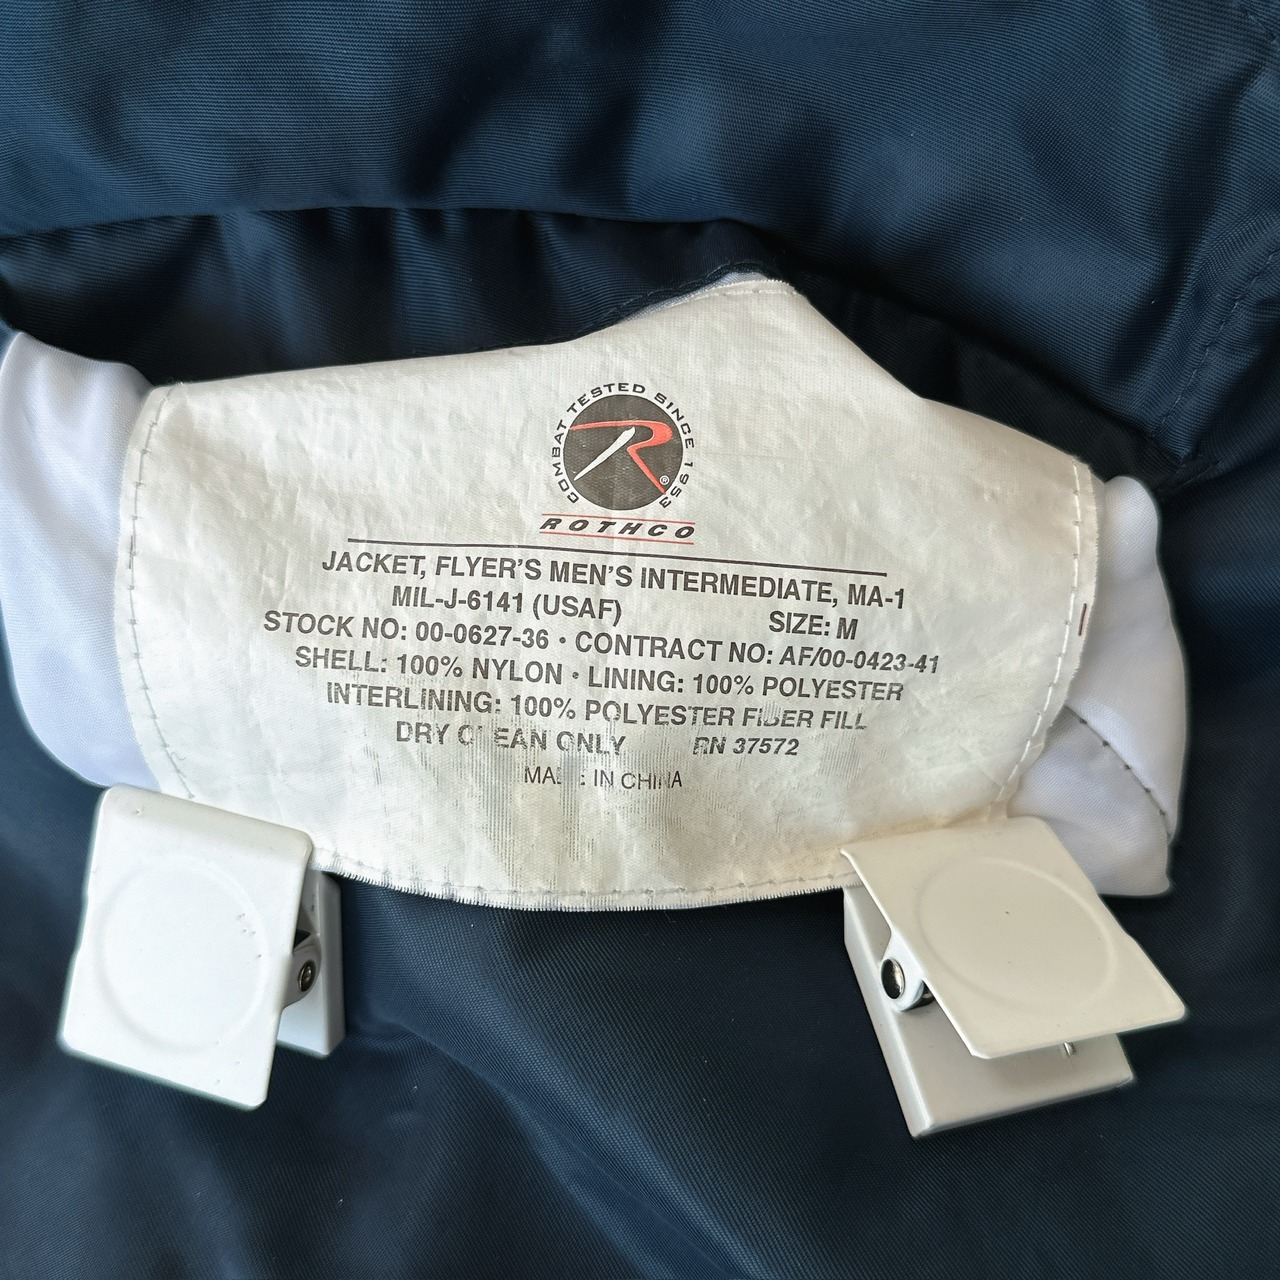 COMBAT TESTED SINCE 1953
R®
ROTHCO
JACKET, FLYER'S MEN'S INTERMEDIATE, MA-1
MIL-J-6141 (USAF) SIZE: M
STOCK NO: 00-0627-36 • CONTRACT NO: AF/00-0423-41
SHELL: 100% NYLON • LINING: 100% POLYESTER
INTERLINING: 100% POLYESTER FIBER FILL
DRY CLEAN ONLY RN 37572
MADE IN CHINA